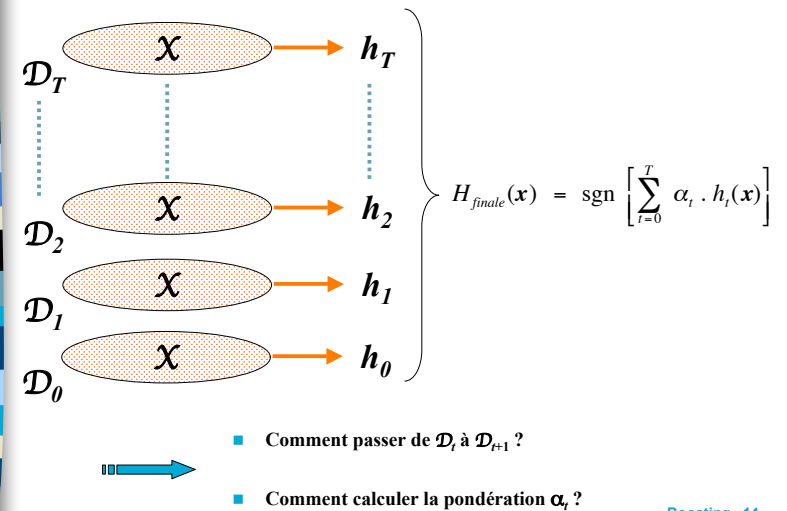 𝒟_T 𝒳 h_T
𝒟_2 𝒳 h_2
𝒟_1 𝒳 h_1
𝒟_0 𝒳 h_0
H_finale(x) = sgn [∑_{t=0}^{T} α_t . h_t(x)]
Comment passer de 𝒟_t à 𝒟_{t+1} ?
Comment calculer la pondération α_t ?